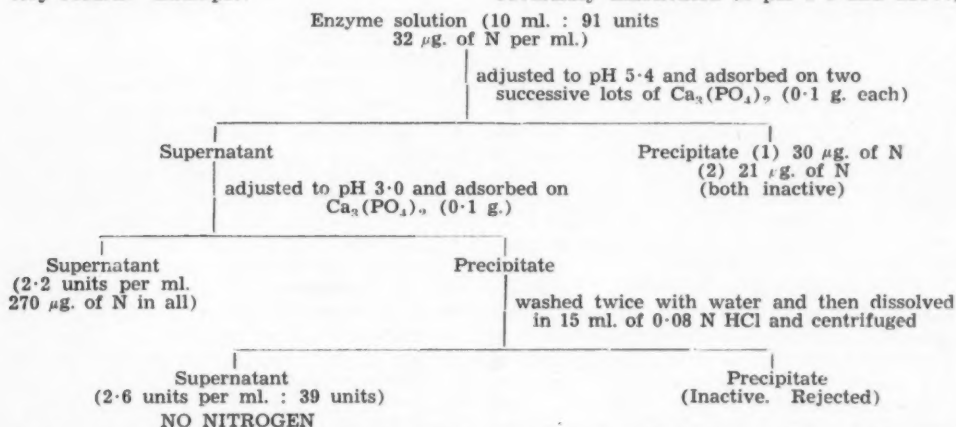 Enzyme solution (10 ml. : 91 units
32 μg. of N per ml.)
adjusted to pH 5·4 and adsorbed on two
successive lots of Ca₃(PO₄)₂ (0·1 g. each)
Supernatant
Precipitate (1) 30 μg. of N
(2) 21 μg. of N
(both inactive)
adjusted to pH 3·0 and adsorbed on
Ca₃(PO₄)₂ (0·1 g.)
Supernatant
(2·2 units per ml.
270 μg. of N in all)
Precipitate
washed twice with water and then dissolved
in 15 ml. of 0·08 N HCl and centrifuged
Supernatant
(2·6 units per ml. : 39 units)
NO NITROGEN
Precipitate
(Inactive. Rejected)